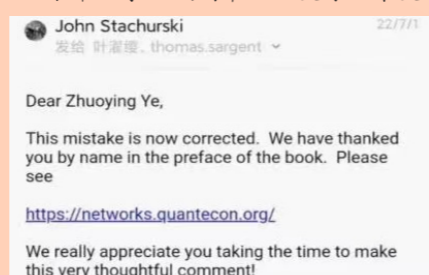 John Stachurski
22/7/1
发给 叶濯缨、thomas.sargent
Dear Zhuoying Ye,
This mistake is now corrected. We have thanked
you by name in the preface of the book. Please
see
https://networks.quantecon.org/
We really appreciate you taking the time to make
this very thoughtful comment!